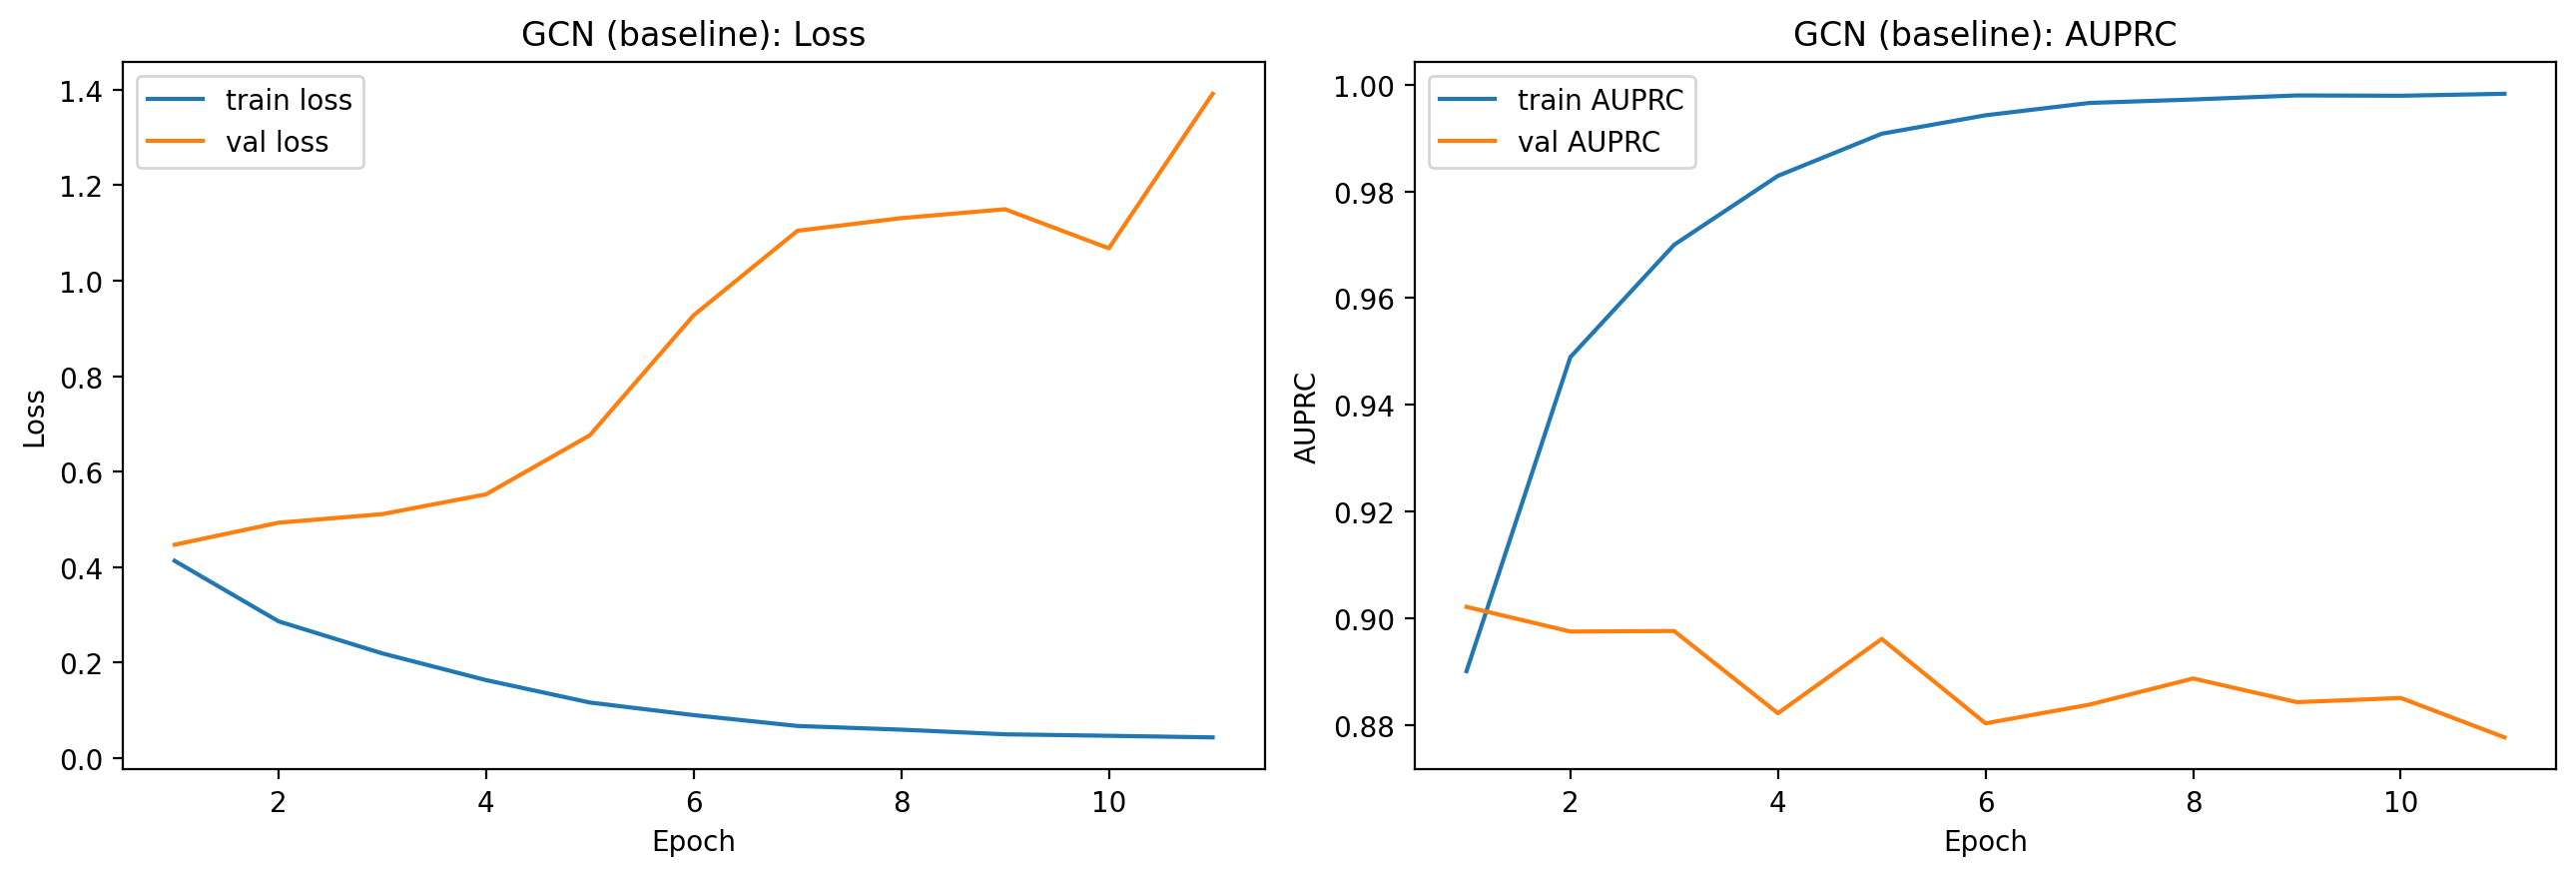 GCN (baseline): Loss
train loss
val loss
1.4
1.2
1.0
0.8
0.6
0.4
0.2
0.0
Loss
2 4 6 8 10
Epoch
GCN (baseline): AUPRC
train AUPRC
val AUPRC
1.00
0.98
0.96
0.94
0.92
0.90
0.88
AUPRC
2 4 6 8 10
Epoch